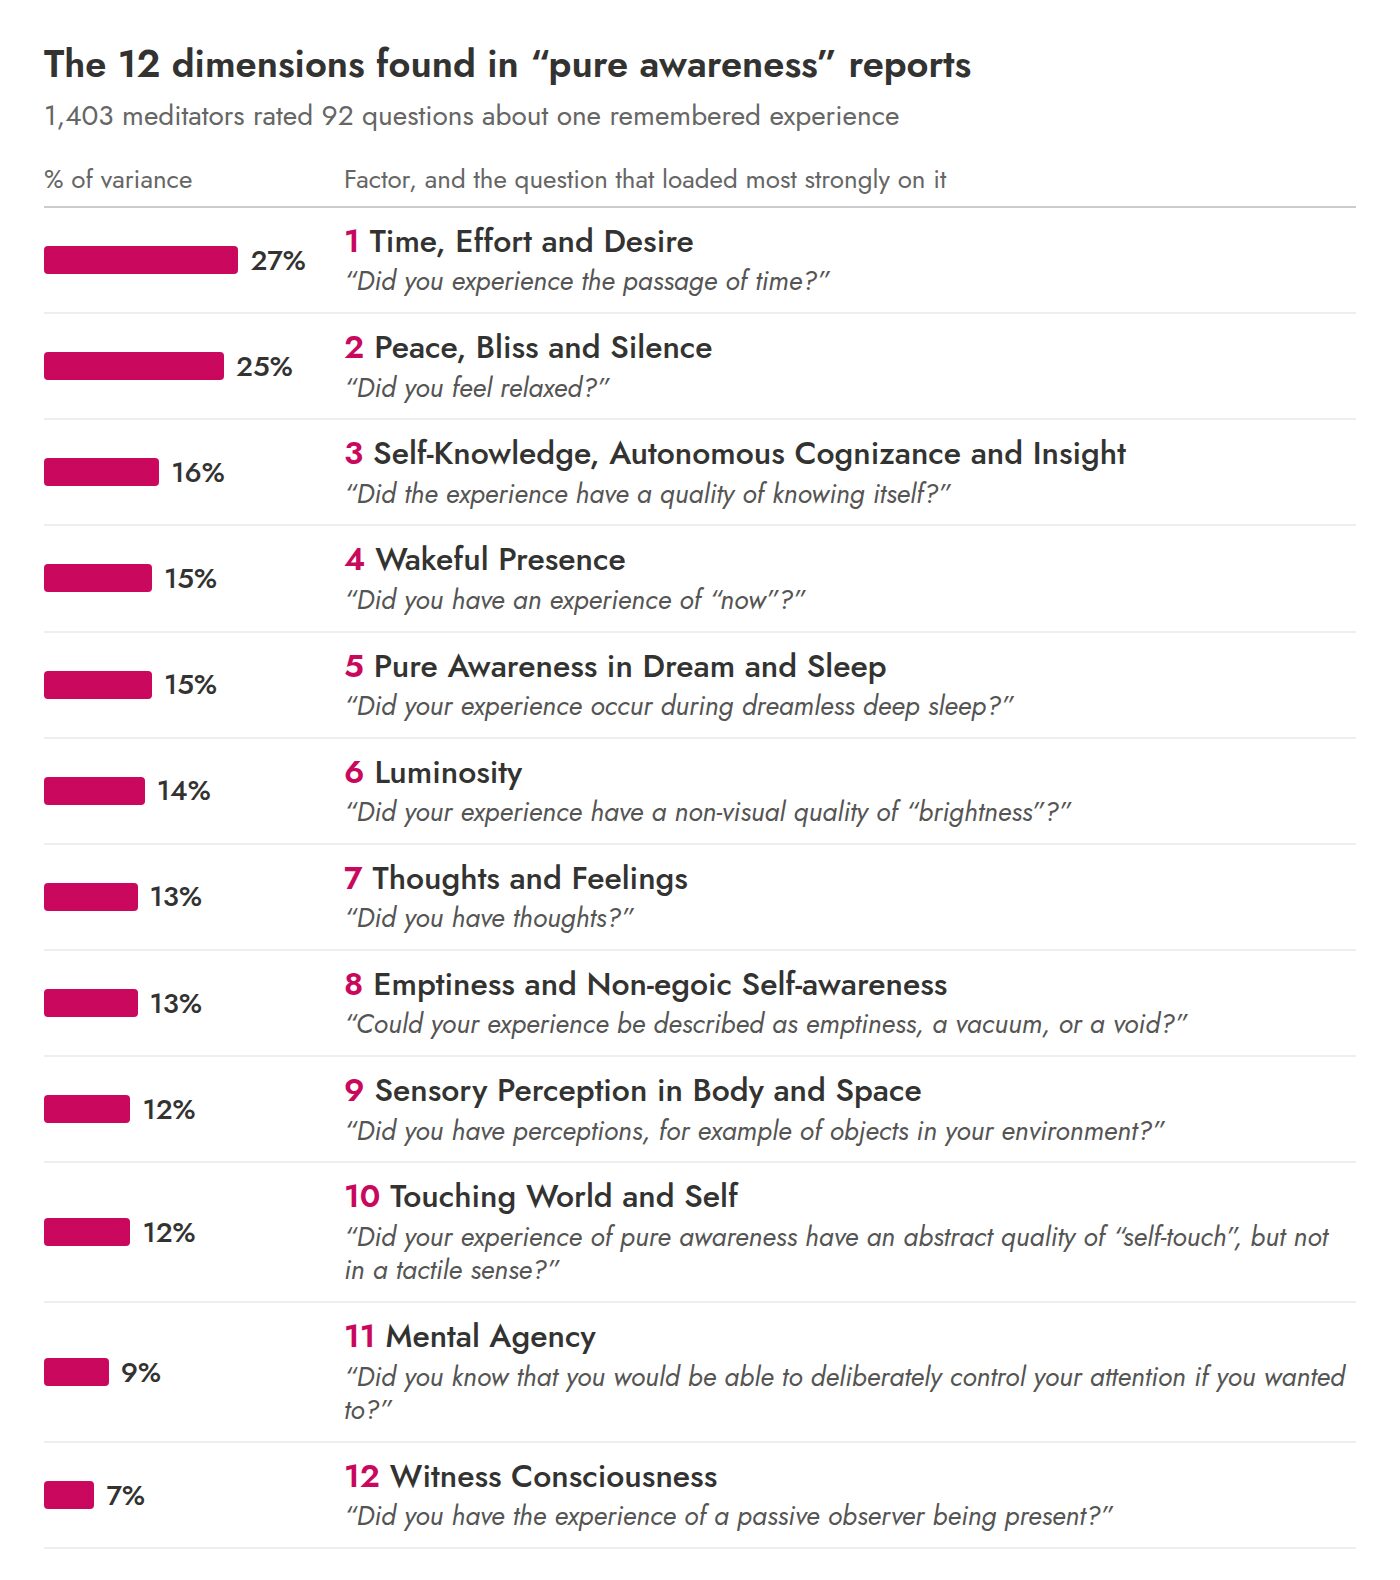 The 12 dimensions found in “pure awareness” reports
1,403 meditators rated 92 questions about one remembered experience
% of variance
Factor, and the question that loaded most strongly on it
27%
1 Time, Effort and Desire
“Did you experience the passage of time?”
25%
2 Peace, Bliss and Silence
“Did you feel relaxed?”
16%
3 Self-Knowledge, Autonomous Cognizance and Insight
“Did the experience have a quality of knowing itself?”
15%
4 Wakeful Presence
“Did you have an experience of “now”?”
15%
5 Pure Awareness in Dream and Sleep
“Did your experience occur during dreamless deep sleep?”
14%
6 Luminosity
“Did your experience have a non-visual quality of “brightness”?”
13%
7 Thoughts and Feelings
“Did you have thoughts?”
13%
8 Emptiness and Non-egoic Self-awareness
“Could your experience be described as emptiness, a vacuum, or a void?”
12%
9 Sensory Perception in Body and Space
“Did you have perceptions, for example of objects in your environment?”
12%
10 Touching World and Self
“Did your experience of pure awareness have an abstract quality of “self-touch”, but not
in a tactile sense?”
9%
11 Mental Agency
“Did you know that you would be able to deliberately control your attention if you wanted
to?”
7%
12 Witness Consciousness
“Did you have the experience of a passive observer being present?”